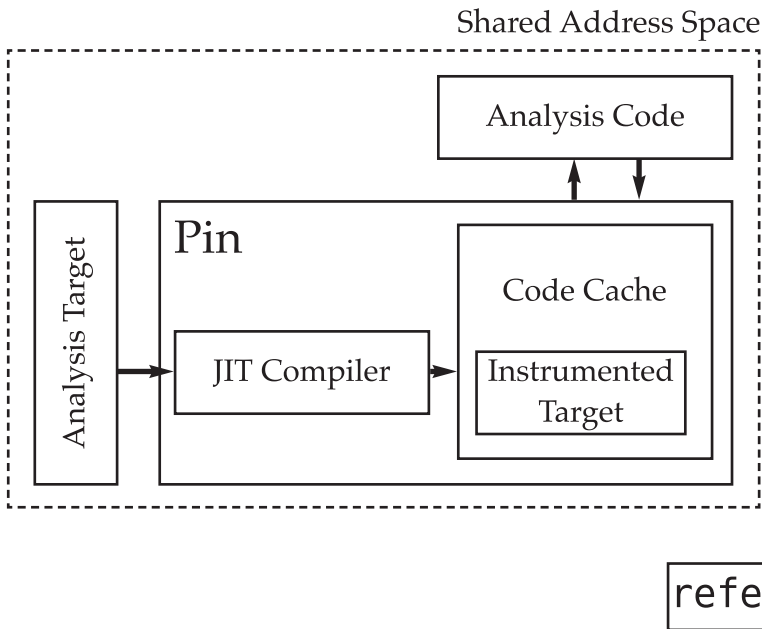 Shared Address Space
Analysis Code
Pin
Analysis Target
Code Cache
JIT Compiler
Instrumented
Target
refe